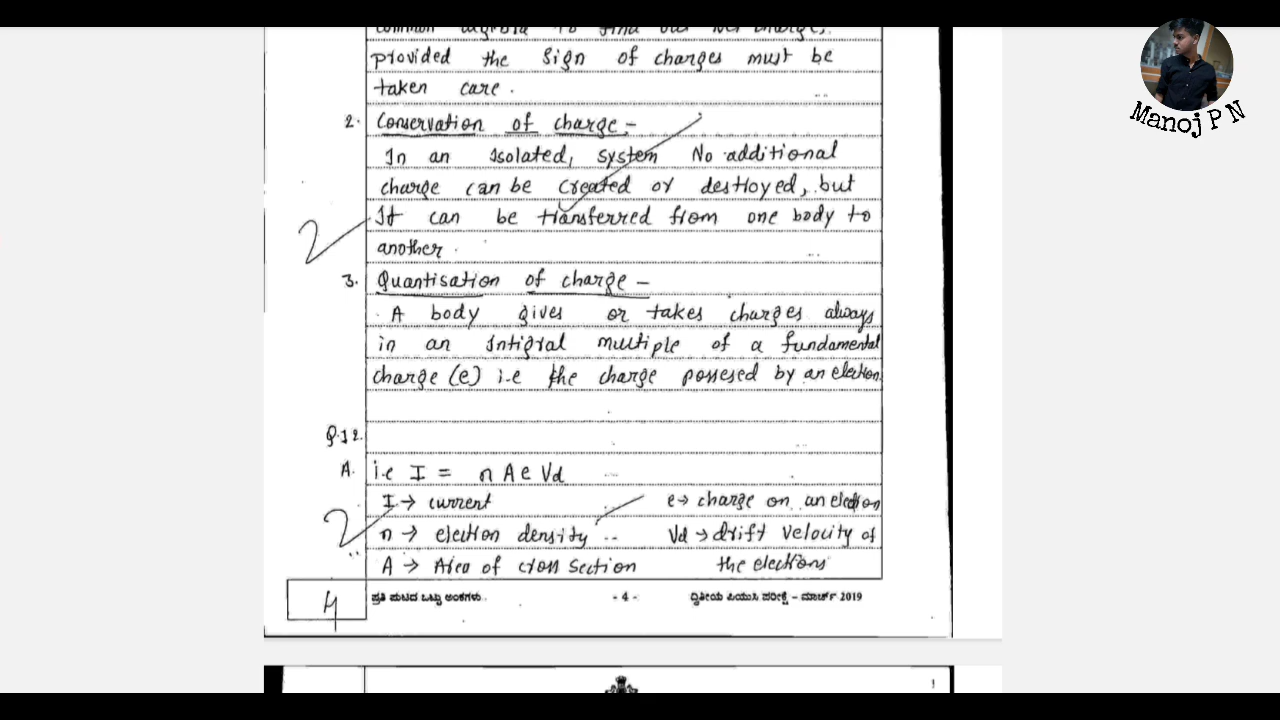 provided the sign of charges must be
taken care.
2. Conservation of charge,-
In an Isolated, system No additional
charge can be created or destroyed, but
It can be transferred from one body to
another.
3. Quantisation of charge -
A body gives or takes charges always
in an Intigral multiple of a fundamental
charge (e) i.e the charge possesed by an electron.
Q.12.
A. i.e I = n A e Vd
I → current e → charge on an electron
n → electron density Vd → drift velocity of
A → Area of cross section the electrons
2
2
4
ಪ್ರತಿ ಪುಟದ ಒಟ್ಟು ಅಂಕಗಳು - 4 - ದ್ವಿತೀಯ ಪಿಯುಸಿ ಪರೀಕ್ಷೆ – ಮಾರ್ಚ್ 2019
Manoj P N